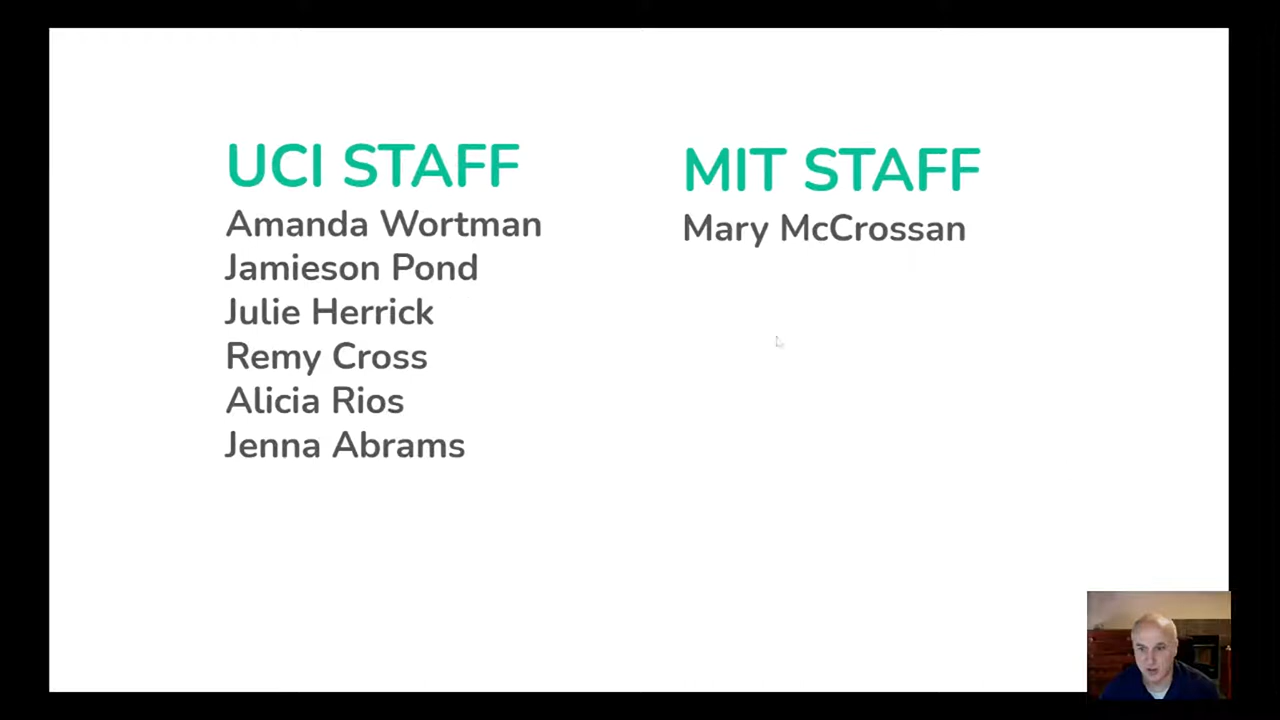 UCI STAFF
Amanda Wortman
Jamieson Pond
Julie Herrick
Remy Cross
Alicia Rios
Jenna Abrams
MIT STAFF
Mary McCrossan